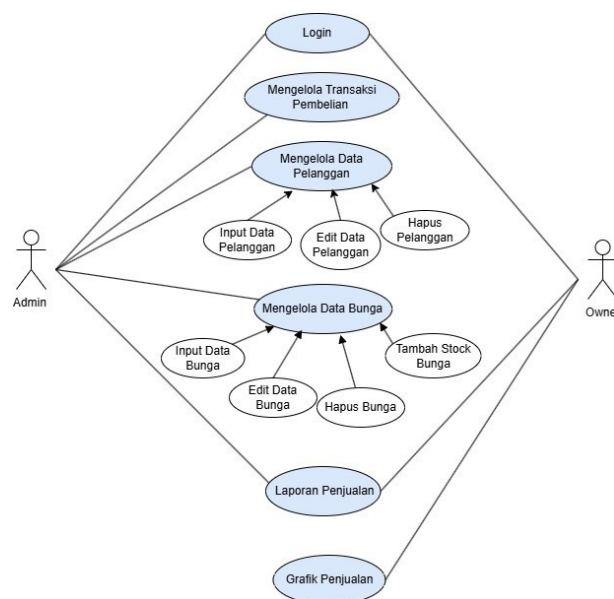 Login
Mengelola Transaksi
Pembelian
Mengelola Data
Pelanggan
Input Data
Pelanggan
Edit Data
Pelanggan
Hapus
Pelanggan
Admin
Owne
Mengelola Data Bunga
Input Data
Bunga
Edit Data
Bunga
Hapus Bunga
Tambah Stock
Bunga
Laporan Penjualan
Grafik Penjualan